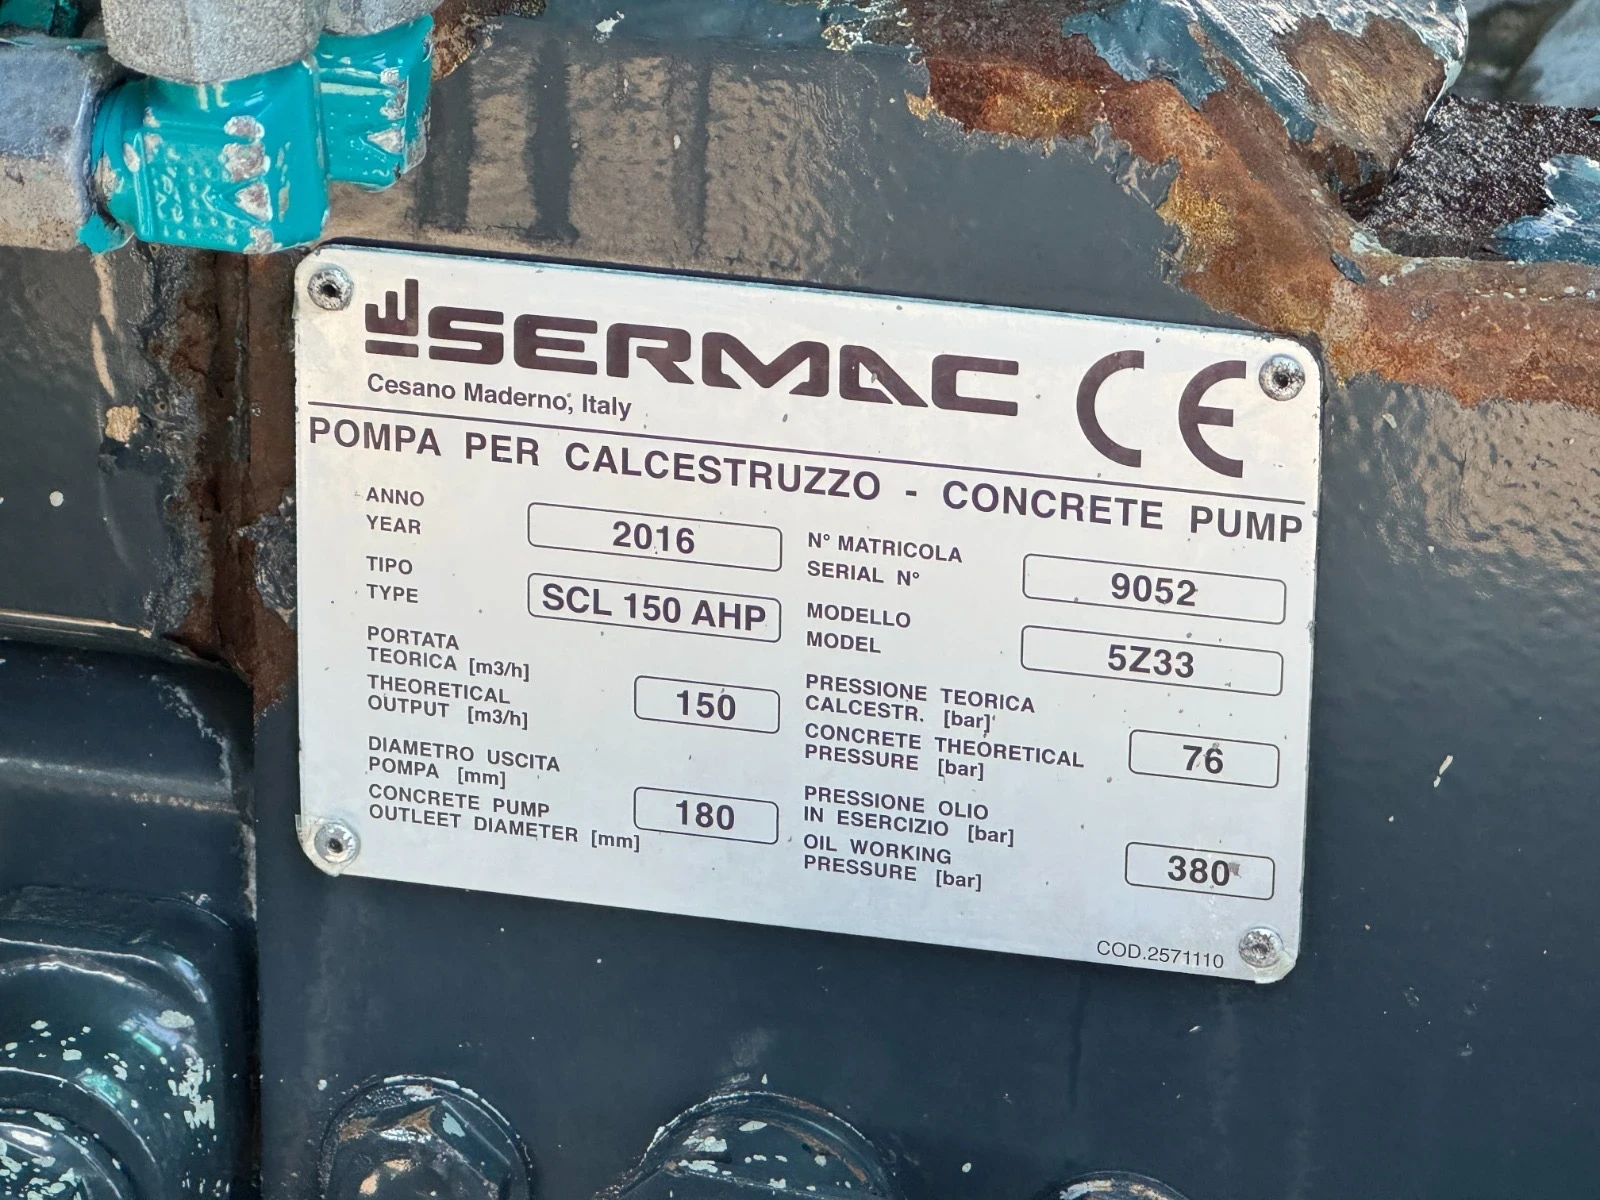 SERMAC CE
Cesano Maderno, Italy
POMPA PER CALCESTRUZZO - CONCRETE PUMP
ANNO
YEAR
2016
N° MATRICOLA
SERIAL N°
9052
TIPO
TYPE
SCL 150 AHP
MODELLO
MODEL
5Z33
PORTATA
TEORICA [m3/h]
THEORETICAL
OUTPUT [m3/h]
150
PRESSIONE TEORICA
CALCESTR. [bar]
CONCRETE THEORETICAL
PRESSURE [bar]
76
DIAMETRO USCITA
POMPA [mm]
CONCRETE PUMP
OUTLEET DIAMETER [mm]
180
PRESSIONE OLIO
IN ESERCIZIO [bar]
OIL WORKING
PRESSURE [bar]
380
COD.2571110